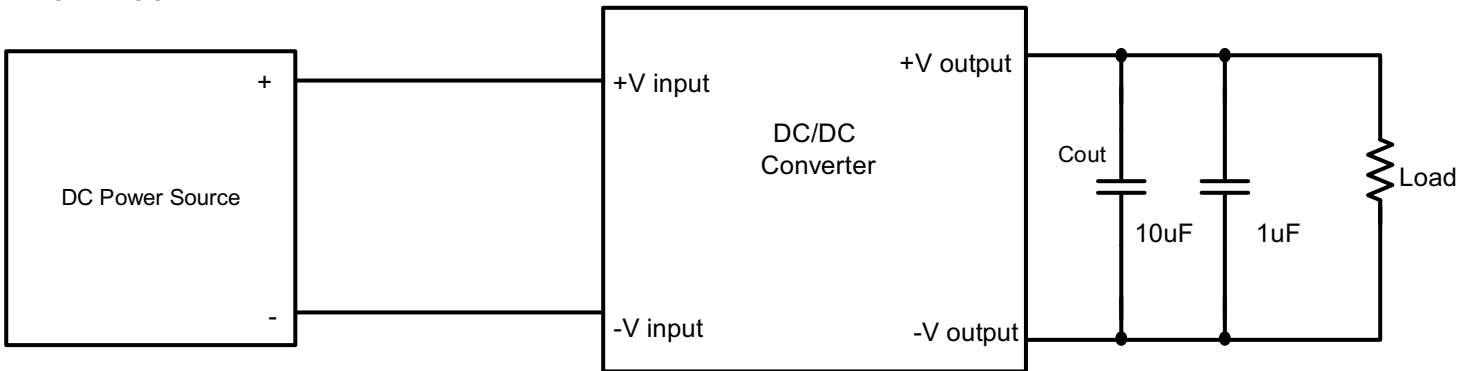 +
DC Power Source
-
+V input
-V input
DC/DC
Converter
+V output
-V output
Cout
10uF
1uF
Load